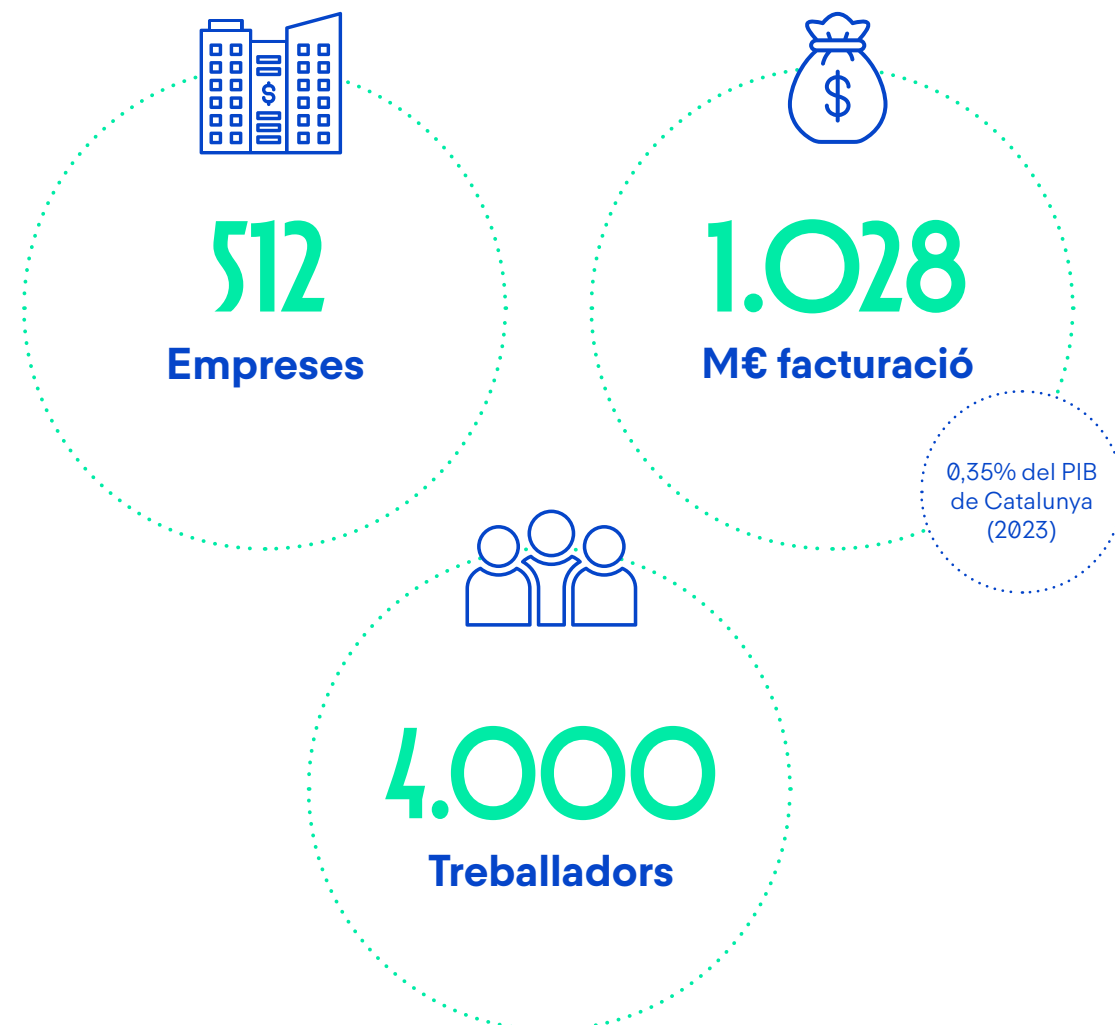 $
$
512
Empreses
1.028
M€ facturació
0,35% del PIB
de Catalunya
(2023)
4.000
Treballadors